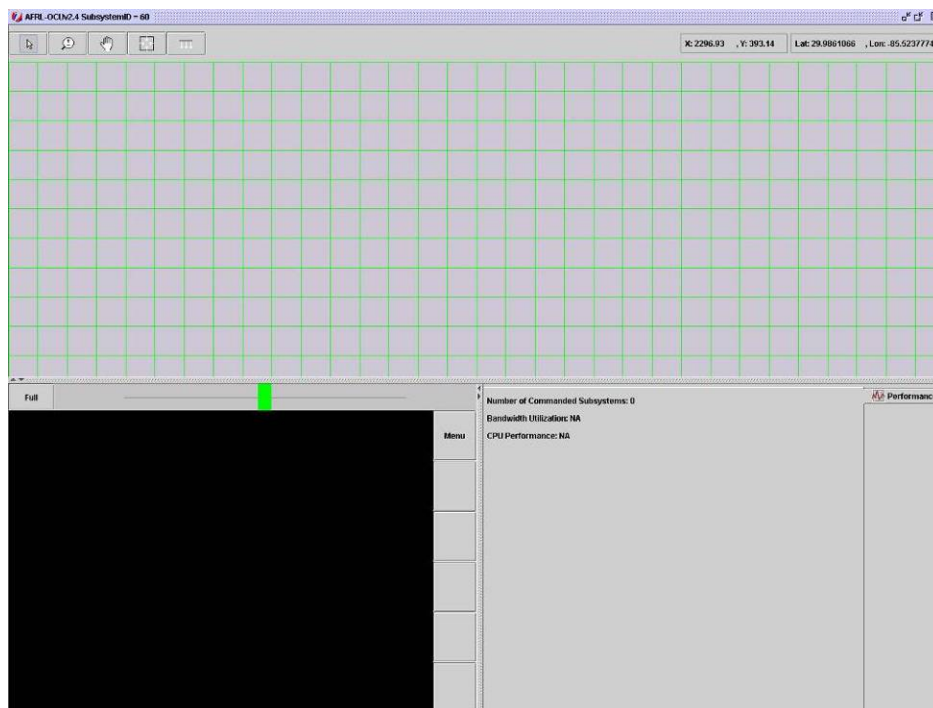 AFRL-OCUv2.4 SubsystemID - 60
X: 2296.93 , Y: 393.14 Lat: 29.9861066 , Lon: -85.5237774
Full
Number of Commanded Subsystems: 0
Performanc
Bandwidth Utilization: NA
Menu
CPU Performance: NA